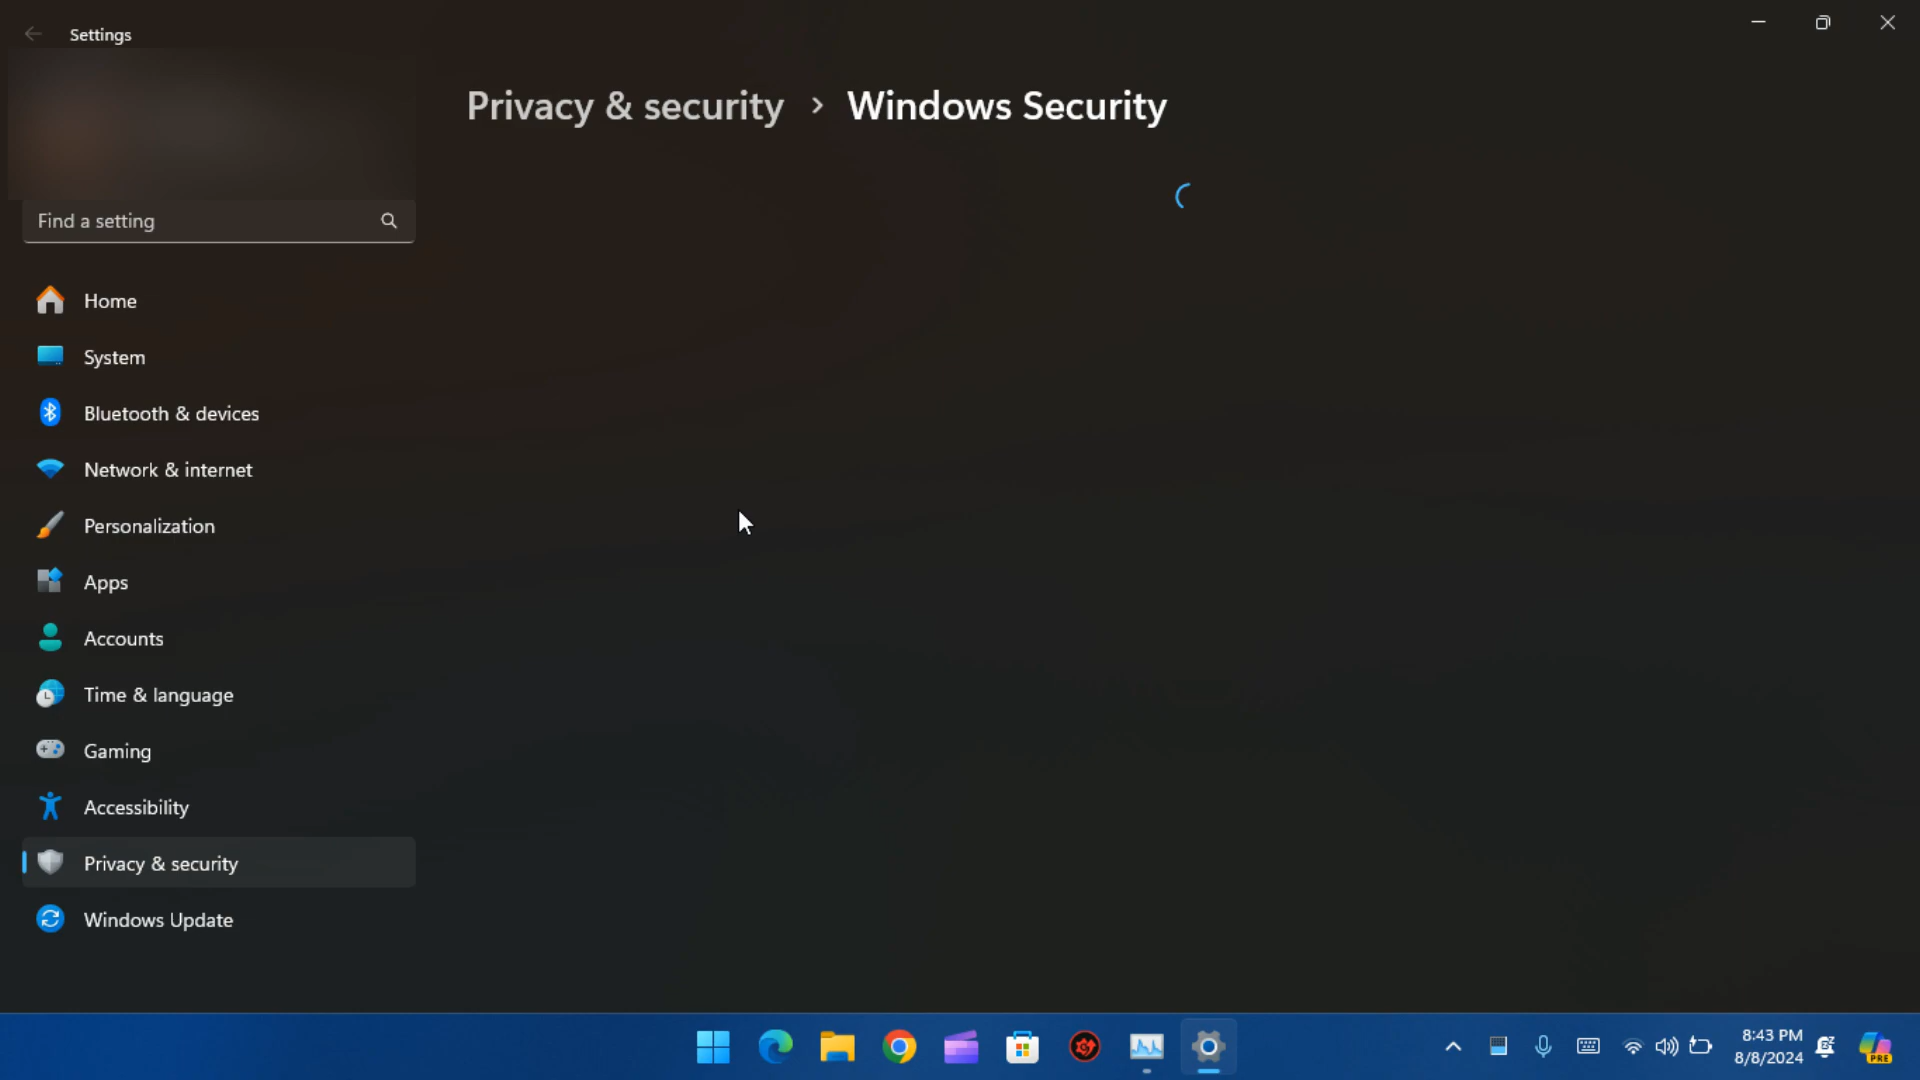 Settings
Privacy & security > Windows Security
Find a setting
Home
System
Bluetooth & devices
Network & internet
Personalization
Apps
Accounts
Time & language
Gaming
Accessibility
Privacy & security
Windows Update
8:43 PM
8/8/2024
PRE